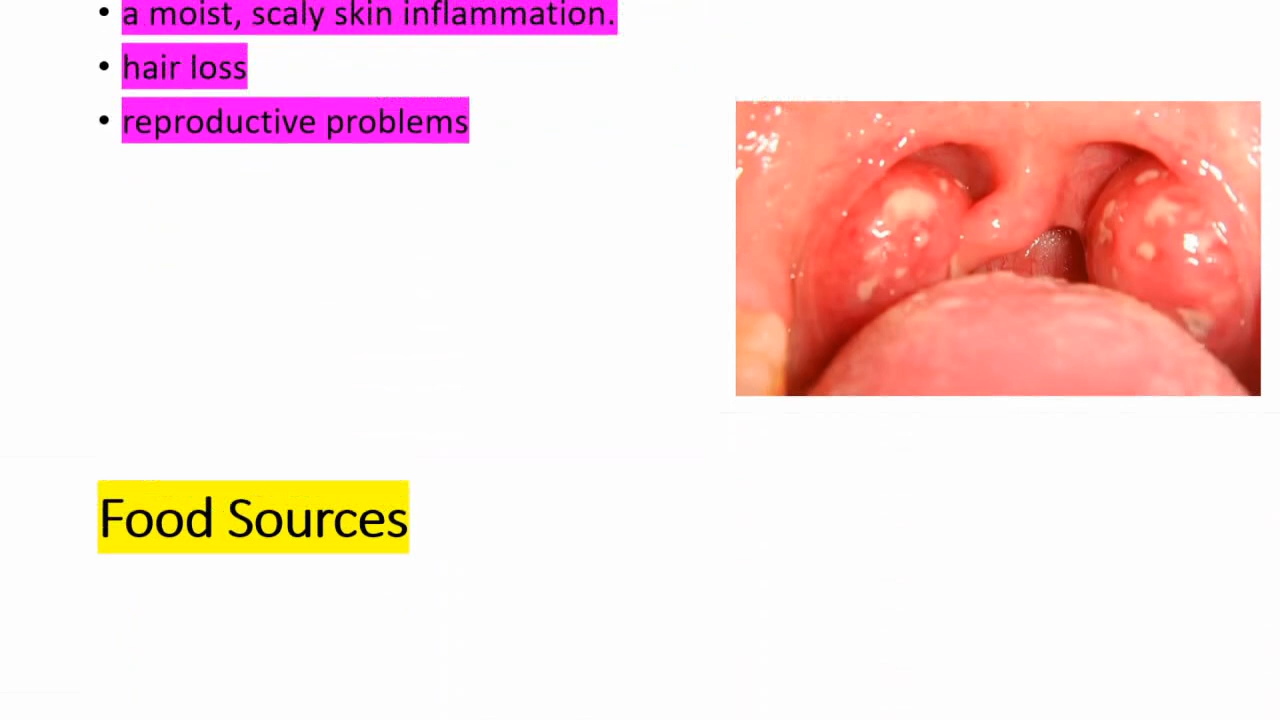 • a moist, scaly skin inflammation.
• hair loss
• reproductive problems
Food Sources